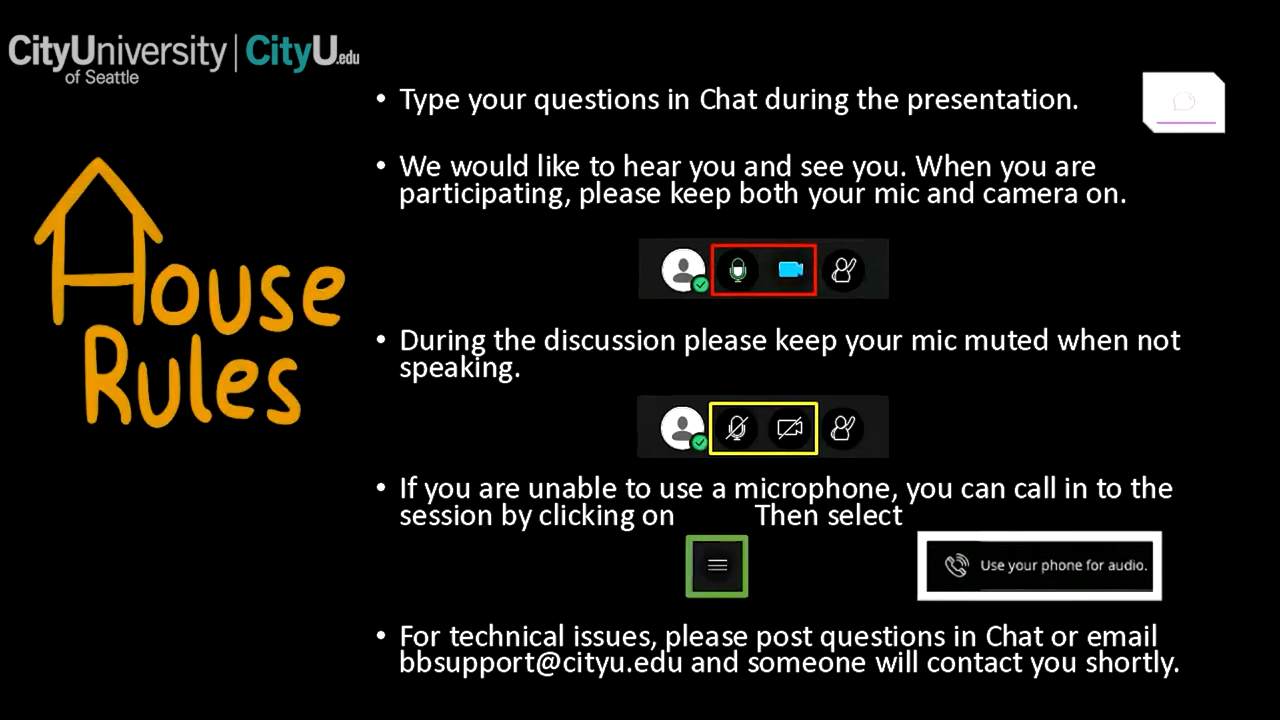 CityUniversity | CityU.edu
of Seattle
House
Rules
• Type your questions in Chat during the presentation.
• We would like to hear you and see you. When you are
participating, please keep both your mic and camera on.
• During the discussion please keep your mic muted when not
speaking.
• If you are unable to use a microphone, you can call in to the
session by clicking on Then select
Use your phone for audio.
• For technical issues, please post questions in Chat or email
bbsupport@cityu.edu and someone will contact you shortly.